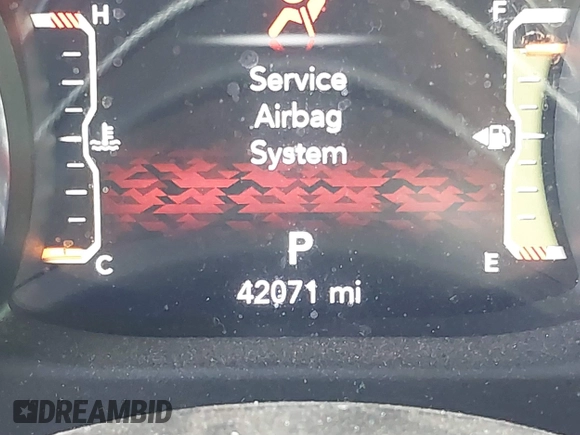 H F
Service
Airbag
System
P
C E
42071 mi
DREAMBID